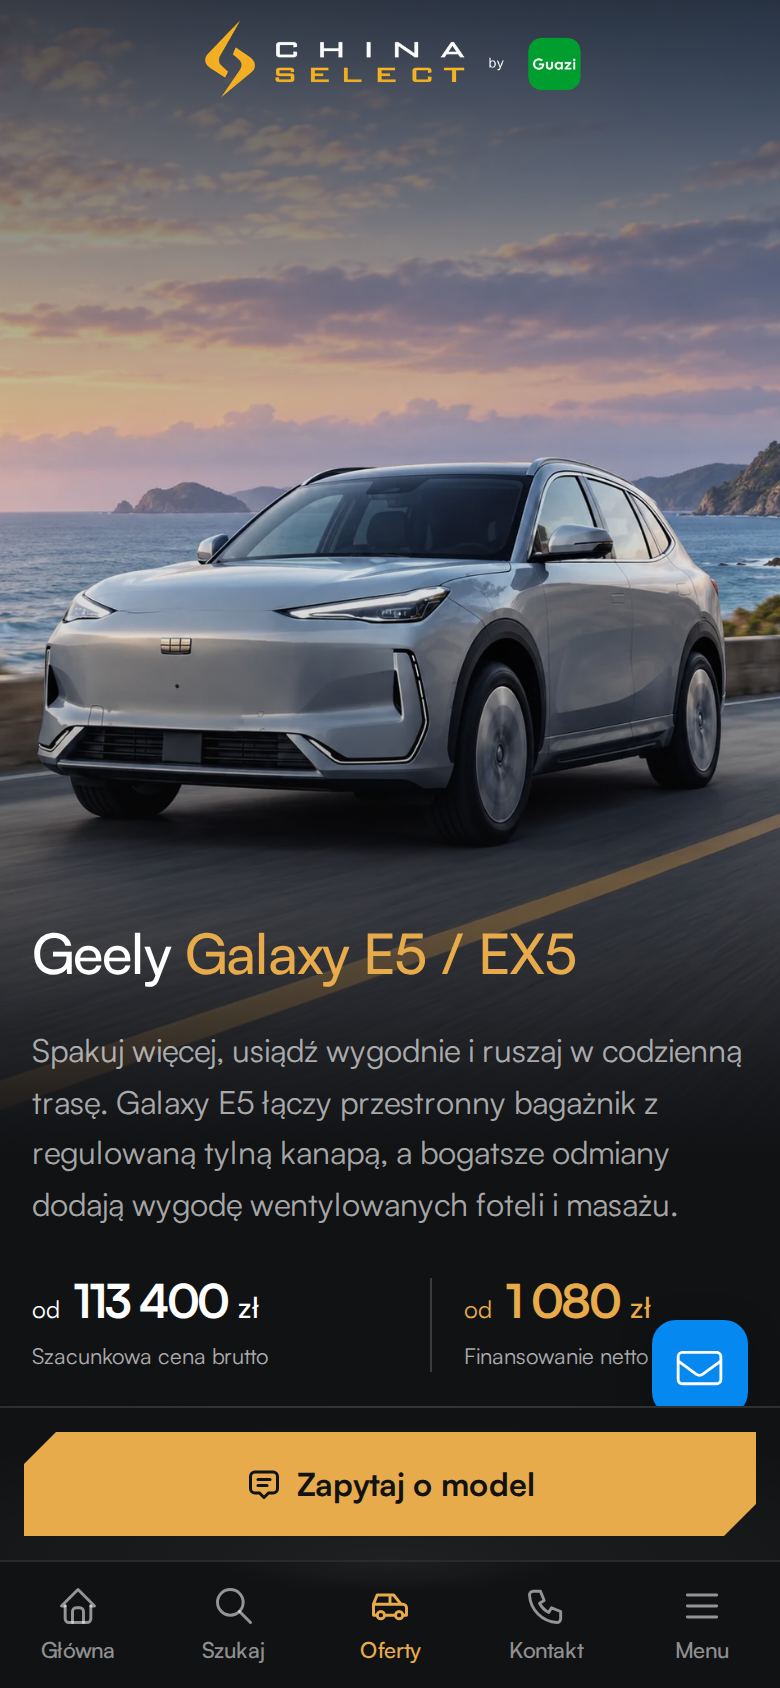 CHINA
SELECT
by
Guazi
Geely Galaxy E5 / EX5
Spakuj więcej, usiądź wygodnie i ruszaj w codzienną
trasę. Galaxy E5 łączy przestronny bagażnik z
regulowaną tylną kanapą, a bogatsze odmiany
dodają wygodę wentylowanych foteli i masażu.
od 113 400 zł
Szacunkowa cena brutto
od 1 080 zł
Finansowanie netto
Zapytaj o model
Główna
Szukaj
Oferty
Kontakt
Menu